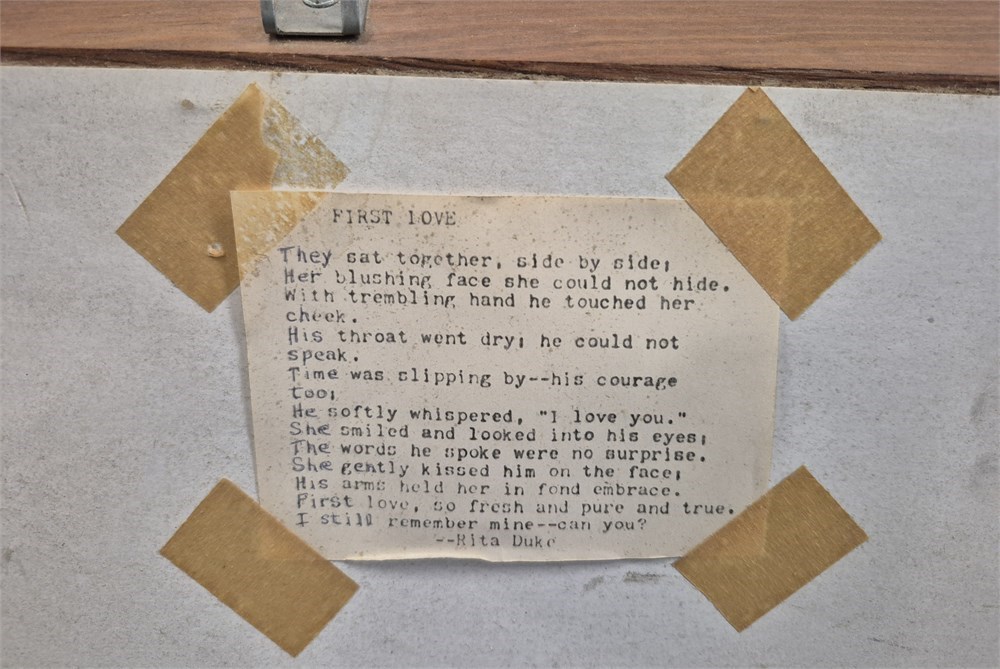 FIRST LOVE
They sat together, side by side;
Her blushing face she could not hide.
With trembling hand he touched her
cheek.
His throat went dry; he could not
speak.
Time was slipping by--his courage
too;
He softly whispered, "I love you."
She smiled and looked into his eyes;
The words he spoke were no surprise.
She gently kissed him on the face;
His arms held her in fond embrace.
First love, so fresh and pure and true.
I still remember mine--can you?
--Rita Duke